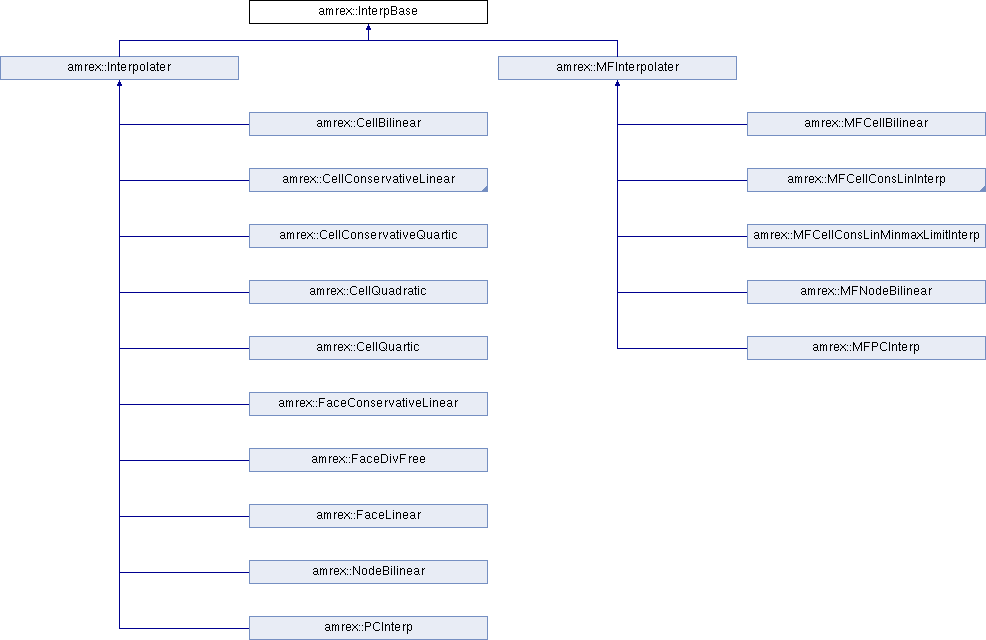 amrex::InterpBase
amrex::Interpolater
amrex::MFInterpolater
amrex::CellBilinear
amrex::MFCellBilinear
amrex::CellConservativeLinear
amrex::MFCellConsLinInterp
amrex::CellConservativeQuartic
amrex::MFCellConsLinMinmaxLimitInterp
amrex::CellQuadratic
amrex::MFNodeBilinear
amrex::CellQuartic
amrex::MFPCInterp
amrex::FaceConservativeLinear
amrex::FaceDivFree
amrex::FaceLinear
amrex::NodeBilinear
amrex::PCInterp